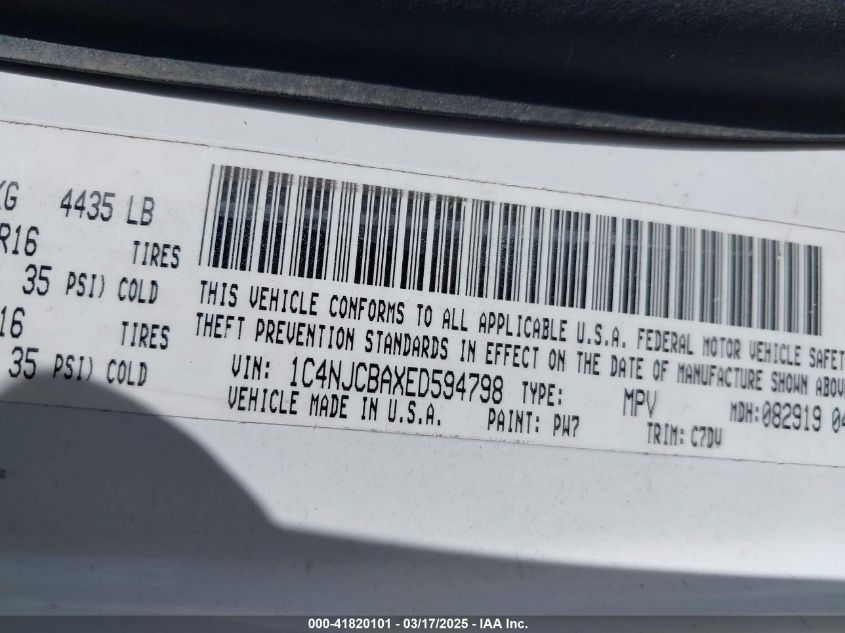 KG 4435 LB
R16 TIRES
35 PSI) COLD
16 TIRES
35 PSI) COLD
THIS VEHICLE CONFORMS TO ALL APPLICABLE U.S.A. FEDERAL MOTOR VEHICLE SAFET
THEFT PREVENTION STANDARDS IN EFFECT ON THE DATE OF MANUFACTURE SHOWN ABOV
VIN: 1C4NJCBAXED594798 TYPE: MPV MDH:082919 04
VEHICLE MADE IN U.S.A. PAINT: PW7 TRIM: C7DV
000-41820101 - 03/17/2025 - IAA Inc.